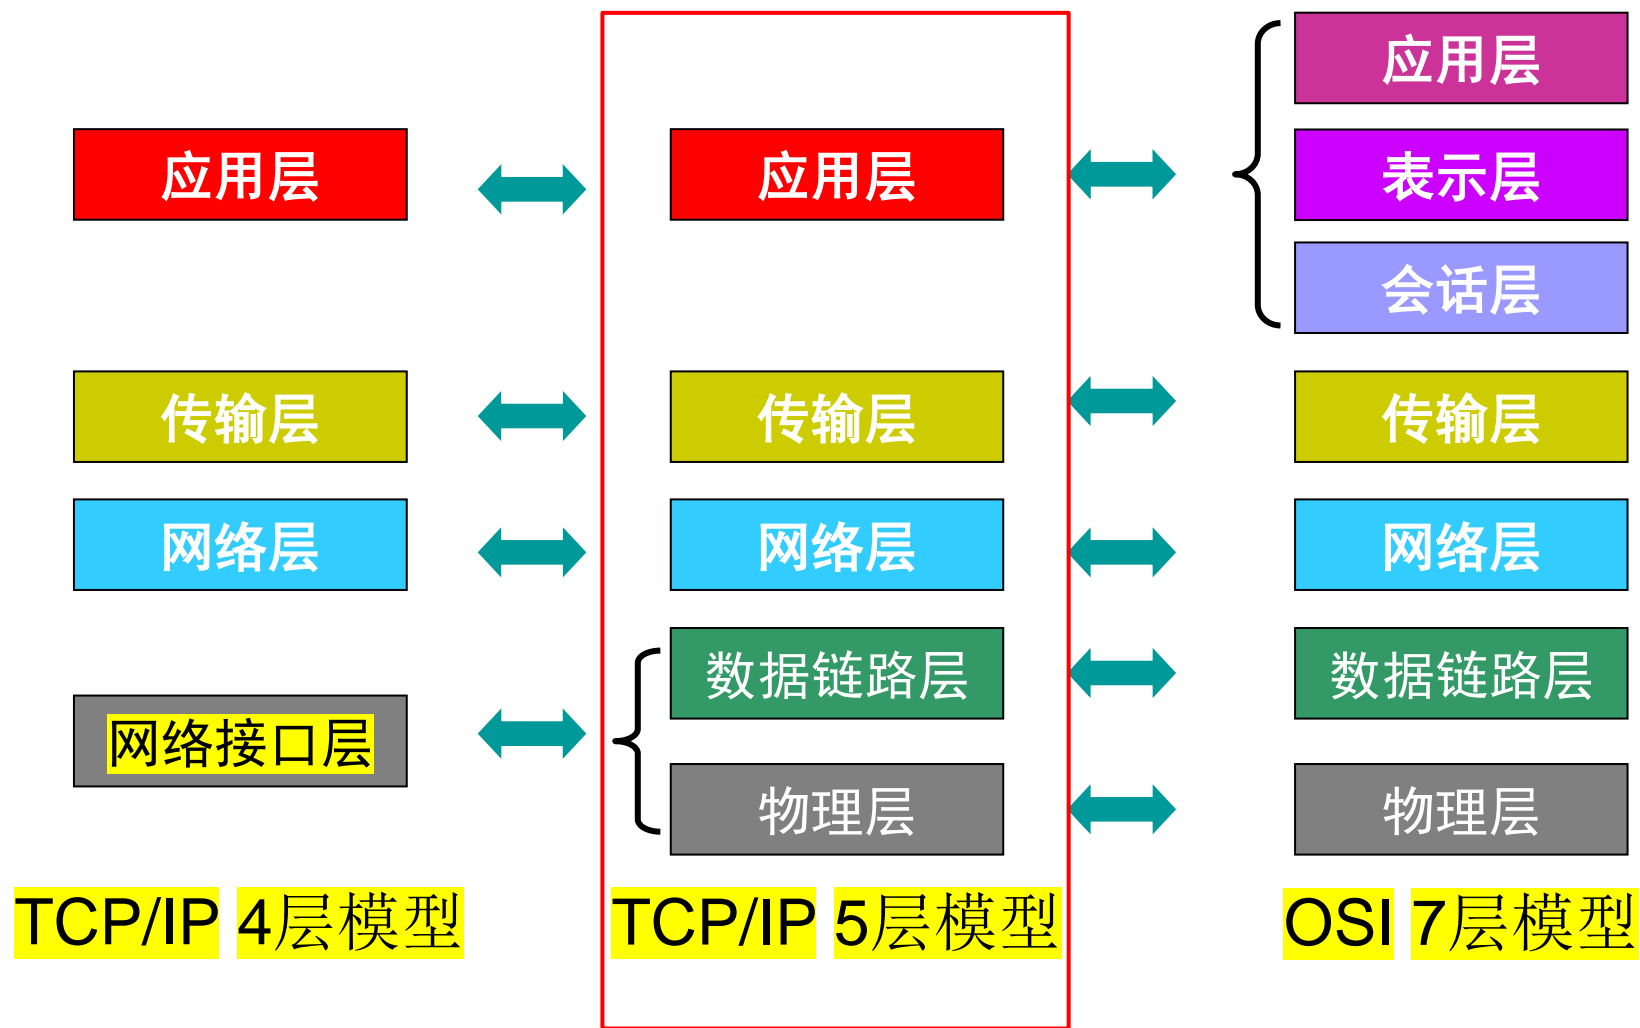 应用层
表示层
会话层
应用层
应用层
传输层
传输层
传输层
网络层
网络层
网络层
数据链路层
数据链路层
网络接口层
物理层
物理层
TCP/IP 4层模型
TCP/IP 5层模型
OSI 7层模型